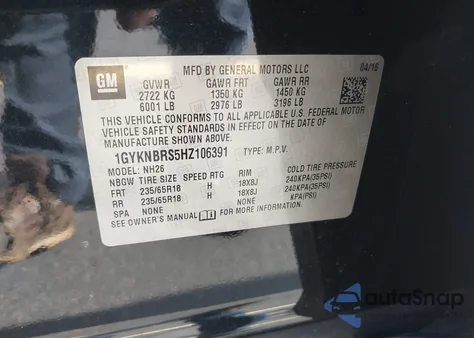 GM
MFD BY GENERAL MOTORS LLC 04/16
GVWR GAWR FRT GAWR RR
2722 KG 1350 KG 1450 KG
6001 LB 2976 LB 3196 LB
THIS VEHICLE CONFORMS TO ALL APPLICABLE U.S. FEDERAL MOTOR
VEHICLE SAFETY STANDARDS IN EFFECT ON THE DATE OF
MANUFACTURE SHOWN ABOVE.
1GYKNBRS5HZ106391 TYPE: M.P.V.
MODEL: NH26
NBGW TIRE SIZE SPEED RTG RIM COLD TIRE PRESSURE
FRT 235/65R18 H 18X8J 240KPA(35PSI)
RR 235/65R18 H 18X8J 240KPA(35PSI)
SPA NONE NONE KPA(PSI)
SEE OWNER'S MANUAL FOR MORE INFORMATION.
autoSnap